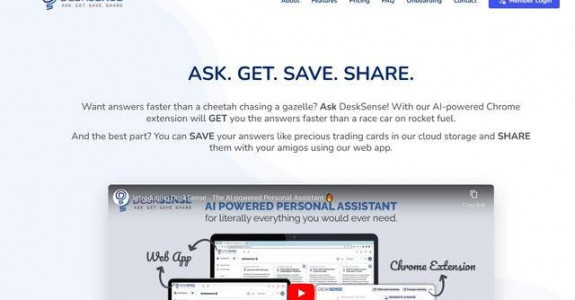 DESKSENSE
ASK GET SAVE SHARE
About Features Pricing FAQ Onboarding Contact Member Login
ASK. GET. SAVE. SHARE.
Want answers faster than a cheetah chasing a gazelle? Ask DeskSense! With our AI-powered Chrome
extension will GET you the answers faster than a race car on rocket fuel.
And the best part? You can SAVE your answers like precious trading cards in our cloud storage and SHARE
them with your amigos using our web app.
Introducing DeskSense - The AI-powered Personal Assistant🔥
Copy link
ASK GET SAVE SHARE
AI POWERED PERSONAL ASSISTANT
for literally everything you would ever need.
Web App
Chrome Extension
DESKSENSE